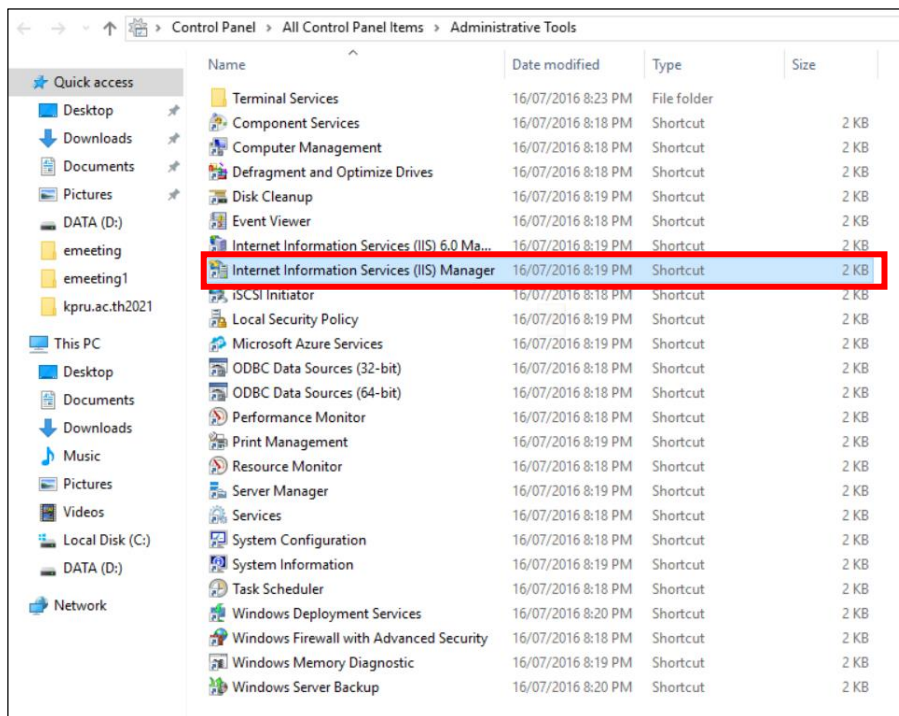 Control Panel > All Control Panel Items > Administrative Tools
Name Date modified Type Size
Quick access
Desktop
Downloads
Documents
Pictures
DATA (D:)
emeeting
emeeting1
kpru.ac.th2021
This PC
Desktop
Documents
Downloads
Music
Pictures
Videos
Local Disk (C:)
DATA (D:)
Network
Terminal Services 16/07/2016 8:23 PM File folder
Component Services 16/07/2016 8:18 PM Shortcut 2 KB
Computer Management 16/07/2016 8:18 PM Shortcut 2 KB
Defragment and Optimize Drives 16/07/2016 8:18 PM Shortcut 2 KB
Disk Cleanup 16/07/2016 8:19 PM Shortcut 2 KB
Event Viewer 16/07/2016 8:18 PM Shortcut 2 KB
Internet Information Services (IIS) 6.0 Ma... 16/07/2016 8:19 PM Shortcut 2 KB
Internet Information Services (IIS) Manager 16/07/2016 8:19 PM Shortcut 2 KB
iSCSI Initiator 16/07/2016 8:18 PM Shortcut 2 KB
Local Security Policy 16/07/2016 8:19 PM Shortcut 2 KB
Microsoft Azure Services 16/07/2016 8:19 PM Shortcut 2 KB
ODBC Data Sources (32-bit) 16/07/2016 8:18 PM Shortcut 2 KB
ODBC Data Sources (64-bit) 16/07/2016 8:18 PM Shortcut 2 KB
Performance Monitor 16/07/2016 8:18 PM Shortcut 2 KB
Print Management 16/07/2016 8:19 PM Shortcut 2 KB
Resource Monitor 16/07/2016 8:18 PM Shortcut 2 KB
Server Manager 16/07/2016 8:19 PM Shortcut 2 KB
Services 16/07/2016 8:18 PM Shortcut 2 KB
System Configuration 16/07/2016 8:18 PM Shortcut 2 KB
System Information 16/07/2016 8:19 PM Shortcut 2 KB
Task Scheduler 16/07/2016 8:18 PM Shortcut 2 KB
Windows Deployment Services 16/07/2016 8:20 PM Shortcut 2 KB
Windows Firewall with Advanced Security 16/07/2016 8:18 PM Shortcut 2 KB
Windows Memory Diagnostic 16/07/2016 8:19 PM Shortcut 2 KB
Windows Server Backup 16/07/2016 8:20 PM Shortcut 2 KB